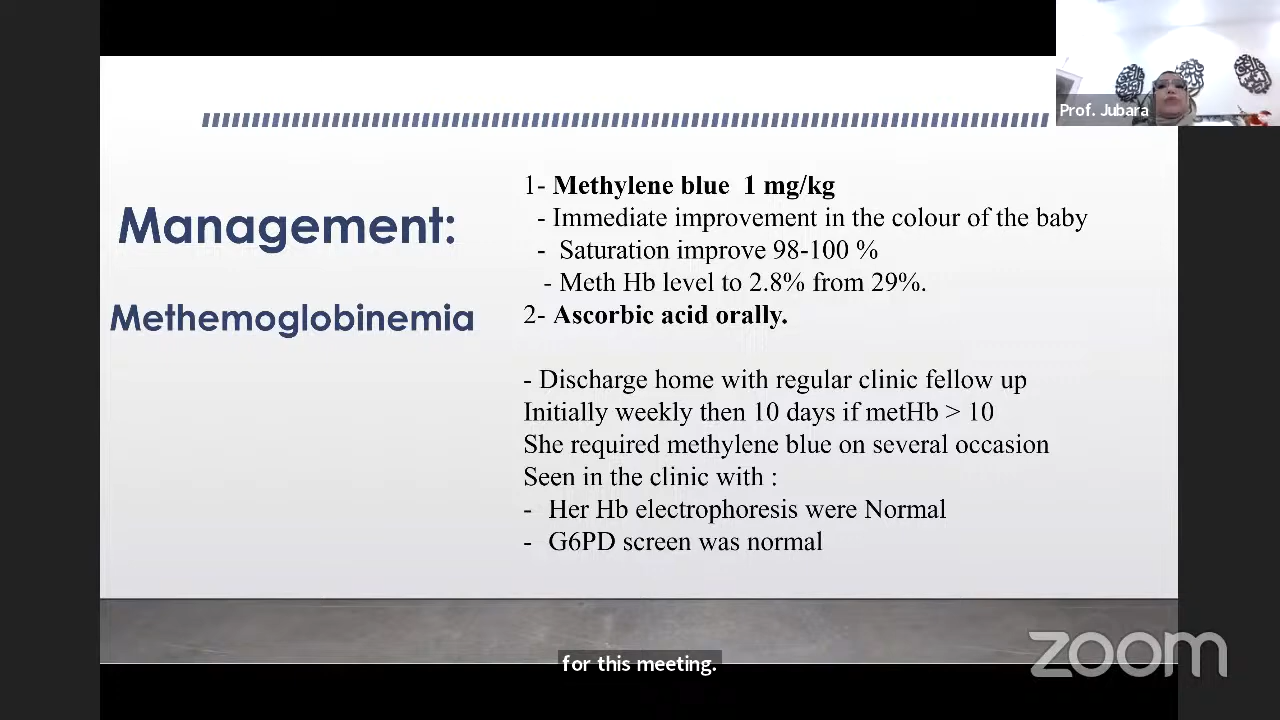 Prof. Jubara
Management:
Methemoglobinemia
1- Methylene blue 1 mg/kg
- Immediate improvement in the colour of the baby
- Saturation improve 98-100 %
- Meth Hb level to 2.8% from 29%.
2- Ascorbic acid orally.
- Discharge home with regular clinic fellow up
Initially weekly then 10 days if metHb > 10
She required methylene blue on several occasion
Seen in the clinic with :
- Her Hb electrophoresis were Normal
- G6PD screen was normal
zoom
for this meeting.